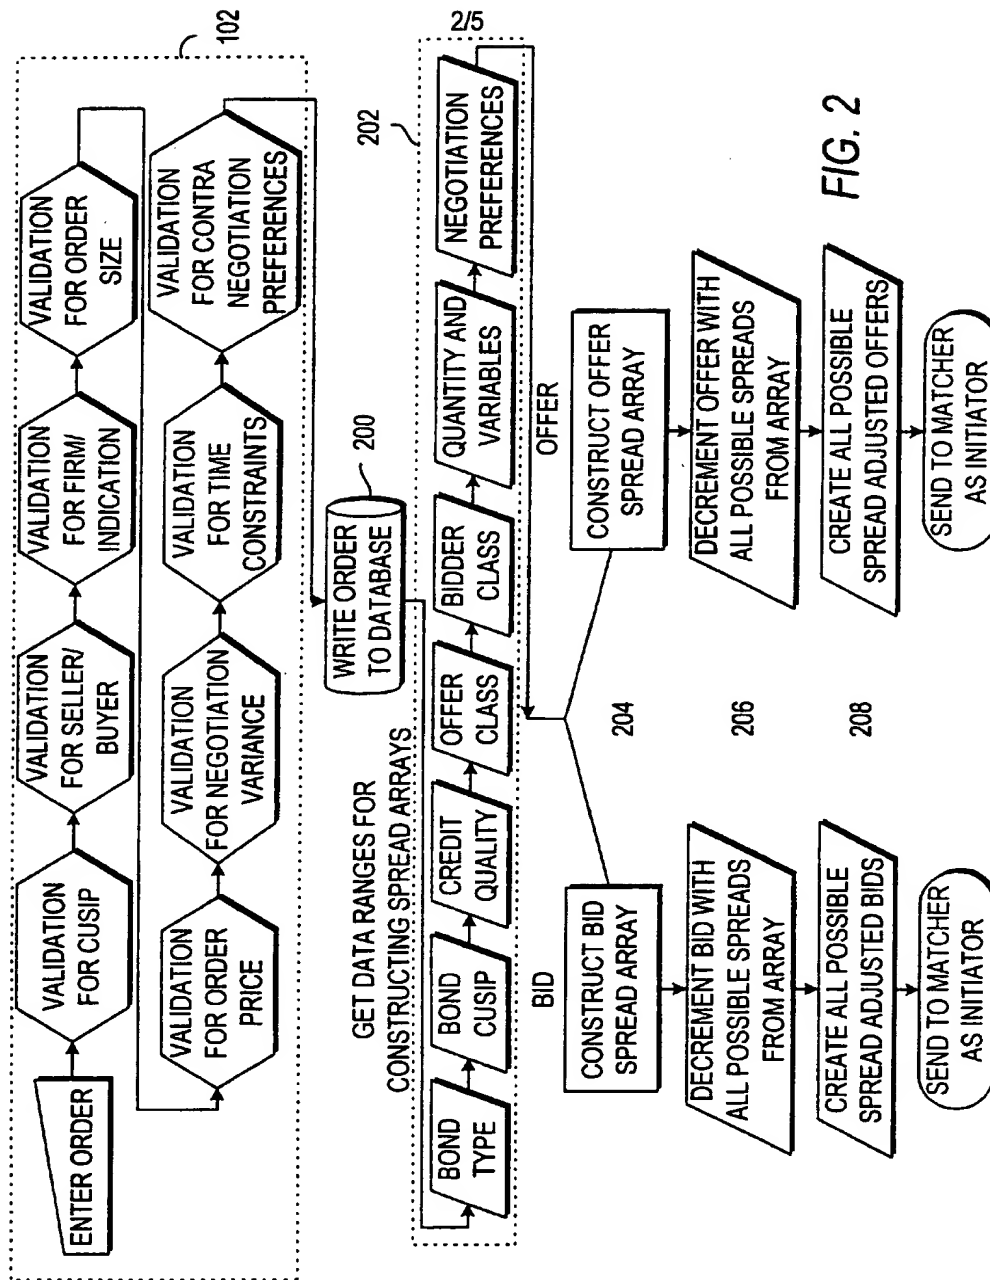 2/5
102
ENTER ORDER
VALIDATION
FOR CUSIP
VALIDATION
FOR SELLER/
BUYER
VALIDATION
FOR FIRM/
INDICATION
VALIDATION
FOR ORDER
SIZE
VALIDATION
FOR ORDER
PRICE
VALIDATION
FOR NEGOTIATION
VARIANCE
VALIDATION
FOR TIME
CONSTRAINTS
VALIDATION
FOR CONTRA
NEGOTIATION
PREFERENCES
200
WRITE ORDER
TO DATABASE
GET DATA RANGES FOR
CONSTRUCTING SPREAD ARRAYS
202
BOND
TYPE
BOND
CUSIP
CREDIT
QUALITY
OFFER
CLASS
BIDDER
CLASS
QUANTITY AND
VARIABLES
NEGOTIATION
PREFERENCES
BID
OFFER
CONSTRUCT BID
SPREAD ARRAY
204
CONSTRUCT OFFER
SPREAD ARRAY
DECREMENT BID WITH
ALL POSSIBLE SPREADS
FROM ARRAY
206
DECREMENT OFFER WITH
ALL POSSIBLE SPREADS
FROM ARRAY
CREATE ALL POSSIBLE
SPREAD ADJUSTED BIDS
208
CREATE ALL POSSIBLE
SPREAD ADJUSTED OFFERS
SEND TO MATCHER
AS INITIATOR
SEND TO MATCHER
AS INITIATOR
FIG. 2